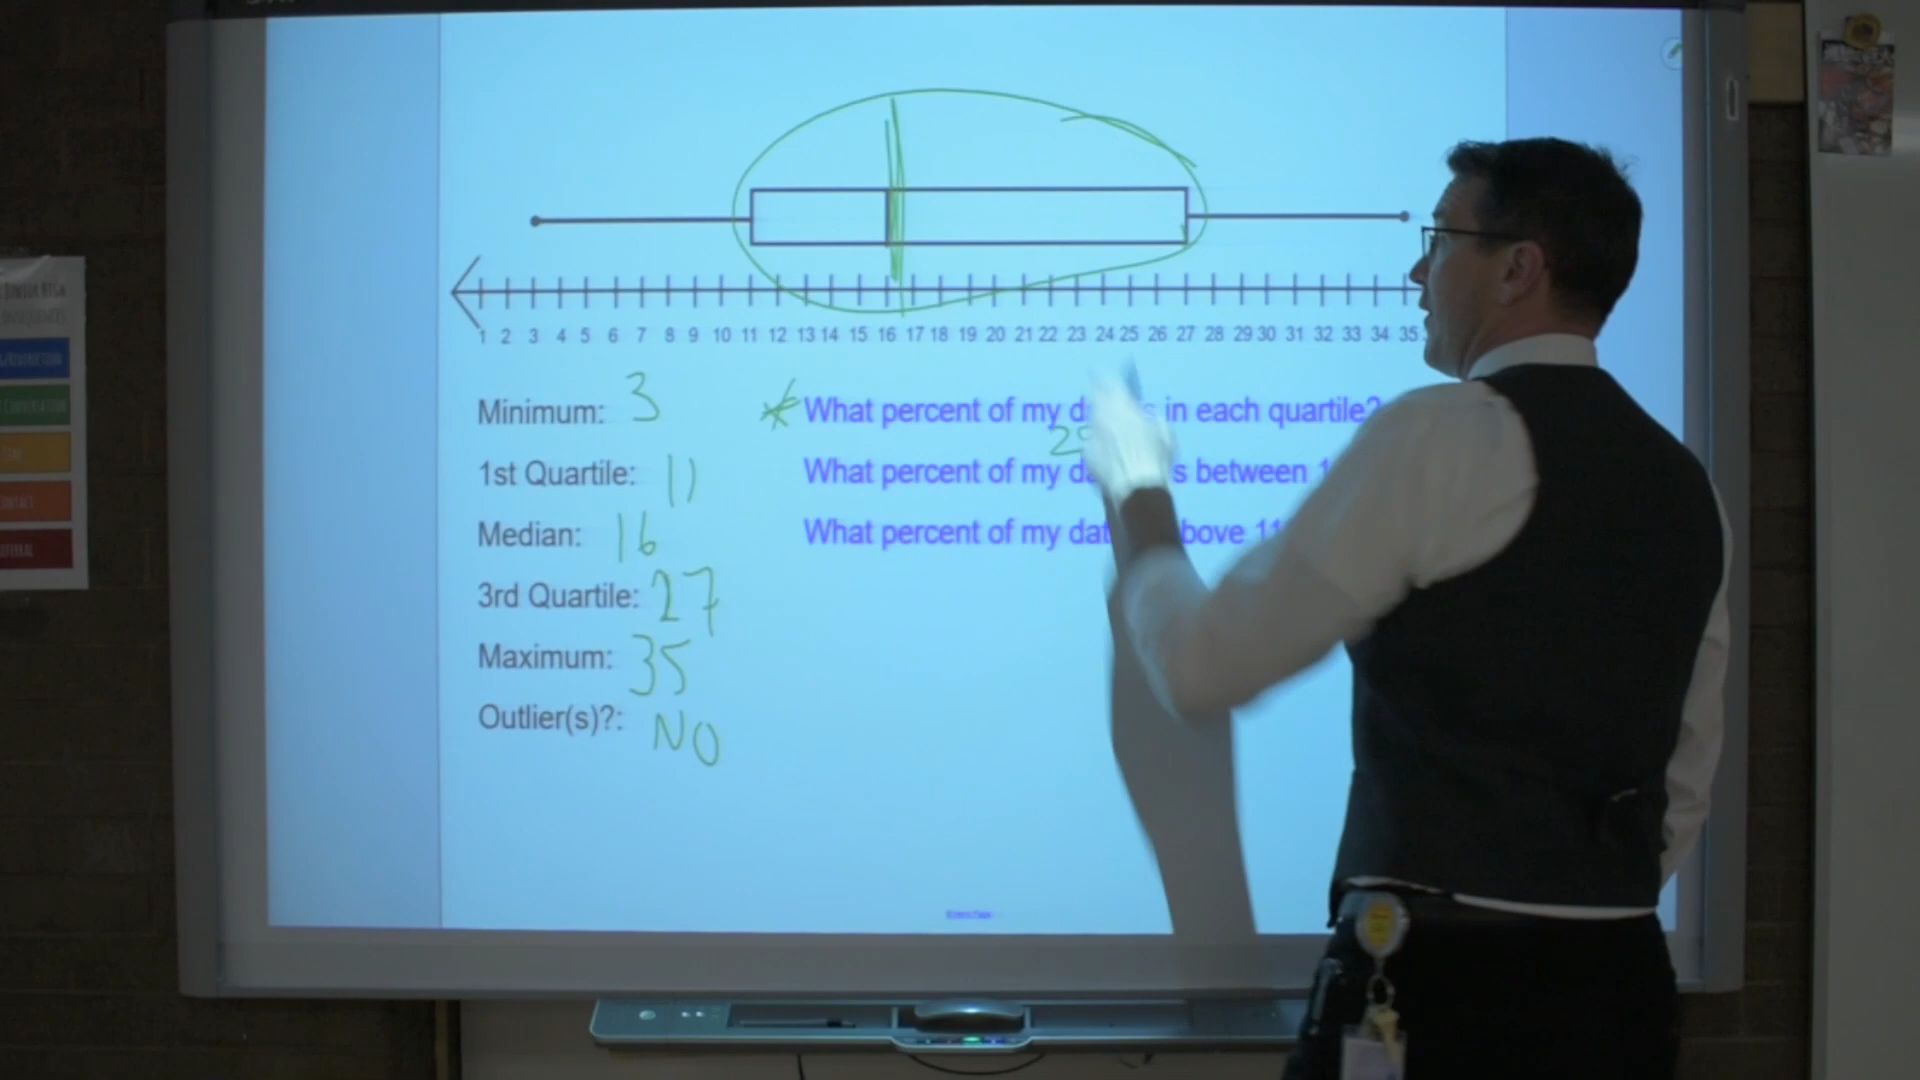 1 2 3 4 5 6 7 8 9 10 11 12 13 14 15 16 17 18 19 20 21 22 23 24 25 26 27 28 29 30 31 32 33 34 35
Minimum: 3
1st Quartile: 11
Median: 16
3rd Quartile: 27
Maximum: 35
Outlier(s)?: NO
* What percent of my in each quartile?
What percent of my between
What percent of my 11